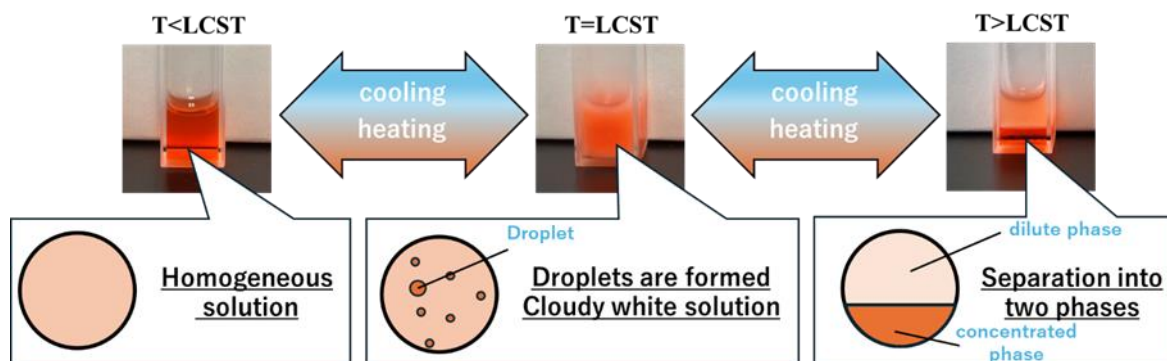 T<LCST
T=LCST
T>LCST
cooling
heating
cooling
heating
Homogeneous
solution
Droplet
Droplets are formed
Cloudy white solution
dilute phase
Separation into
two phases
concentrated
phase